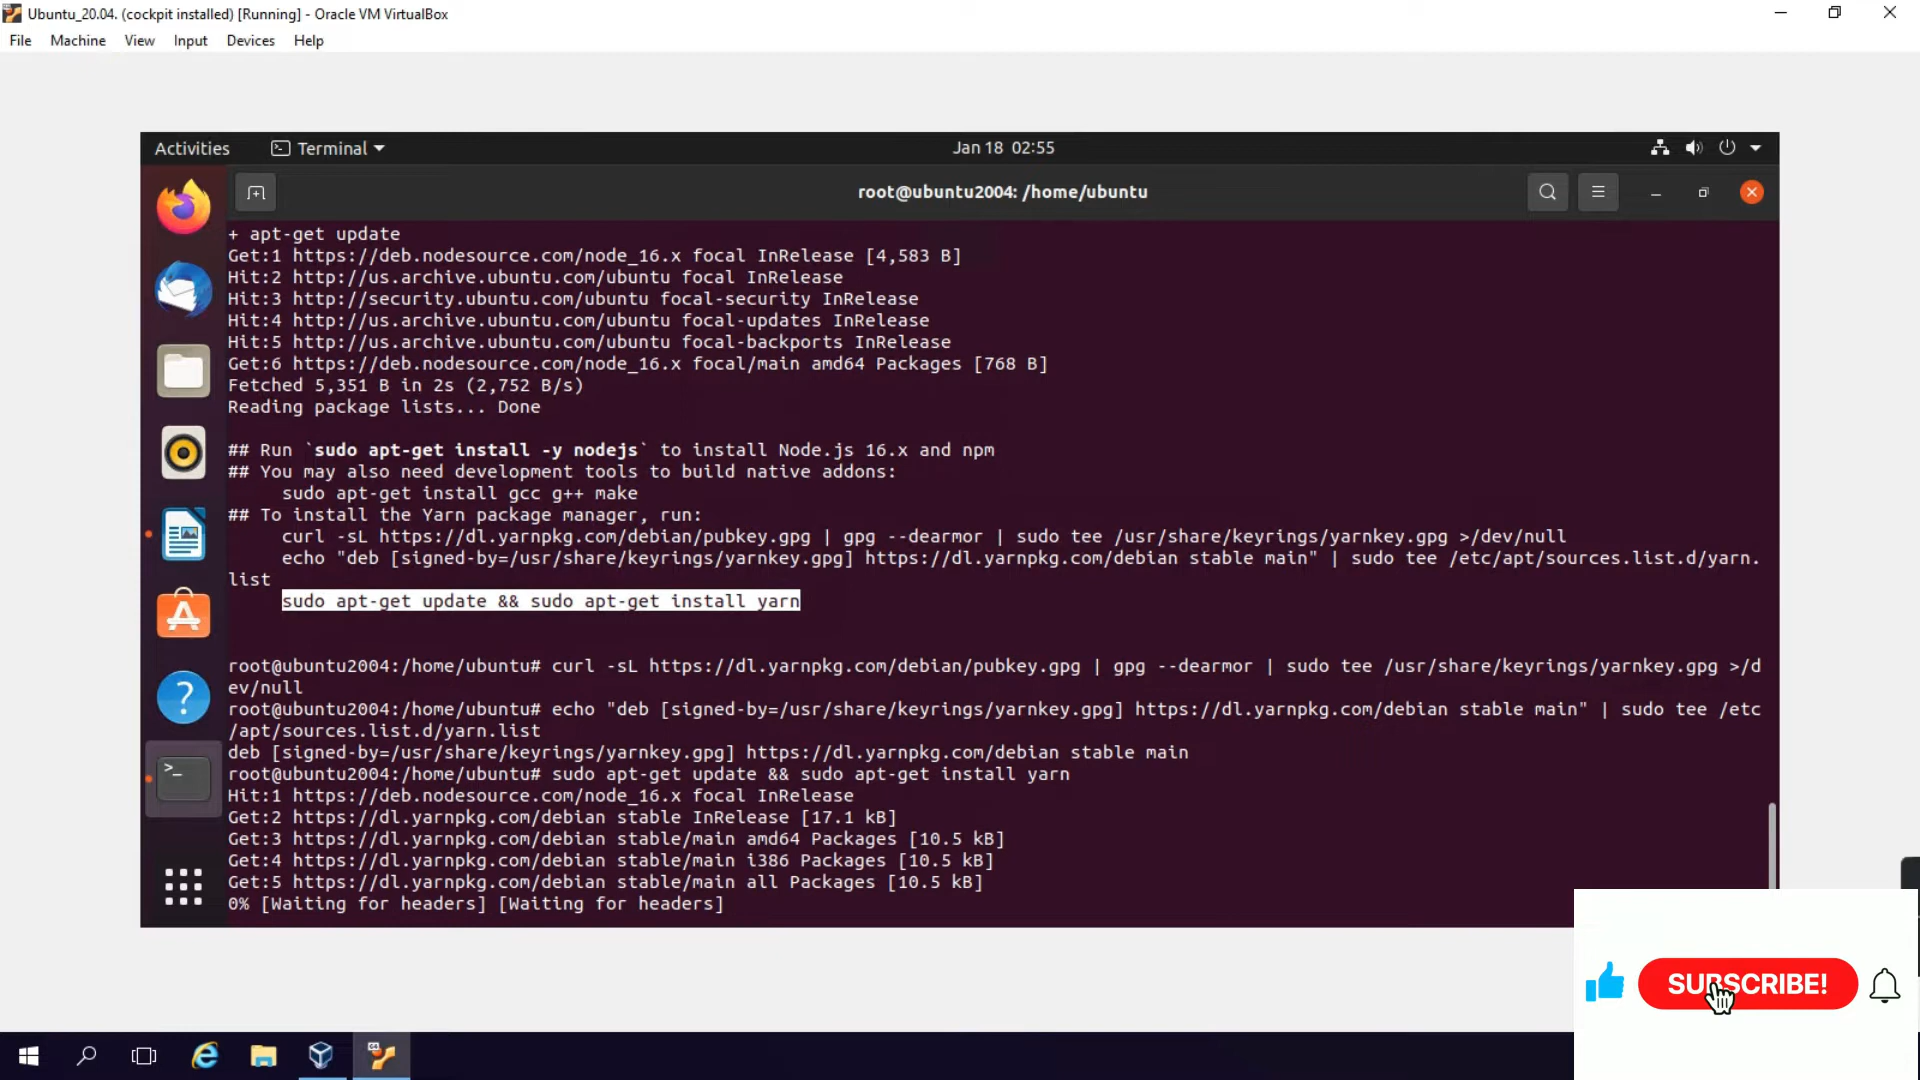 Ubuntu_20.04. (cockpit installed) [Running] - Oracle VM VirtualBox
File Machine View Input Devices Help
Activities Terminal Jan 18 02:55
root@ubuntu2004: /home/ubuntu
+ apt-get update
Get:1 https://deb.nodesource.com/node_16.x focal InRelease [4,583 B]
Hit:2 http://us.archive.ubuntu.com/ubuntu focal InRelease
Hit:3 http://security.ubuntu.com/ubuntu focal-security InRelease
Hit:4 http://us.archive.ubuntu.com/ubuntu focal-updates InRelease
Hit:5 http://us.archive.ubuntu.com/ubuntu focal-backports InRelease
Get:6 https://deb.nodesource.com/node_16.x focal/main amd64 Packages [768 B]
Fetched 5,351 B in 2s (2,752 B/s)
Reading package lists... Done
## Run `sudo apt-get install -y nodejs` to install Node.js 16.x and npm
## You may also need development tools to build native addons:
sudo apt-get install gcc g++ make
## To install the Yarn package manager, run:
curl -sL https://dl.yarnpkg.com/debian/pubkey.gpg | gpg --dearmor | sudo tee /usr/share/keyrings/yarnkey.gpg >/dev/null
echo "deb [signed-by=/usr/share/keyrings/yarnkey.gpg] https://dl.yarnpkg.com/debian stable main" | sudo tee /etc/apt/sources.list.d/yarn.
list
sudo apt-get update && sudo apt-get install yarn
root@ubuntu2004:/home/ubuntu# curl -sL https://dl.yarnpkg.com/debian/pubkey.gpg | gpg --dearmor | sudo tee /usr/share/keyrings/yarnkey.gpg >/d
ev/null
root@ubuntu2004:/home/ubuntu# echo "deb [signed-by=/usr/share/keyrings/yarnkey.gpg] https://dl.yarnpkg.com/debian stable main" | sudo tee /etc
/apt/sources.list.d/yarn.list
deb [signed-by=/usr/share/keyrings/yarnkey.gpg] https://dl.yarnpkg.com/debian stable main
root@ubuntu2004:/home/ubuntu# sudo apt-get update && sudo apt-get install yarn
Hit:1 https://deb.nodesource.com/node_16.x focal InRelease
Get:2 https://dl.yarnpkg.com/debian stable InRelease [17.1 kB]
Get:3 https://dl.yarnpkg.com/debian stable/main amd64 Packages [10.5 kB]
Get:4 https://dl.yarnpkg.com/debian stable/main i386 Packages [10.5 kB]
Get:5 https://dl.yarnpkg.com/debian stable/main all Packages [10.5 kB]
0% [Waiting for headers] [Waiting for headers]
SUBSCRIBE!